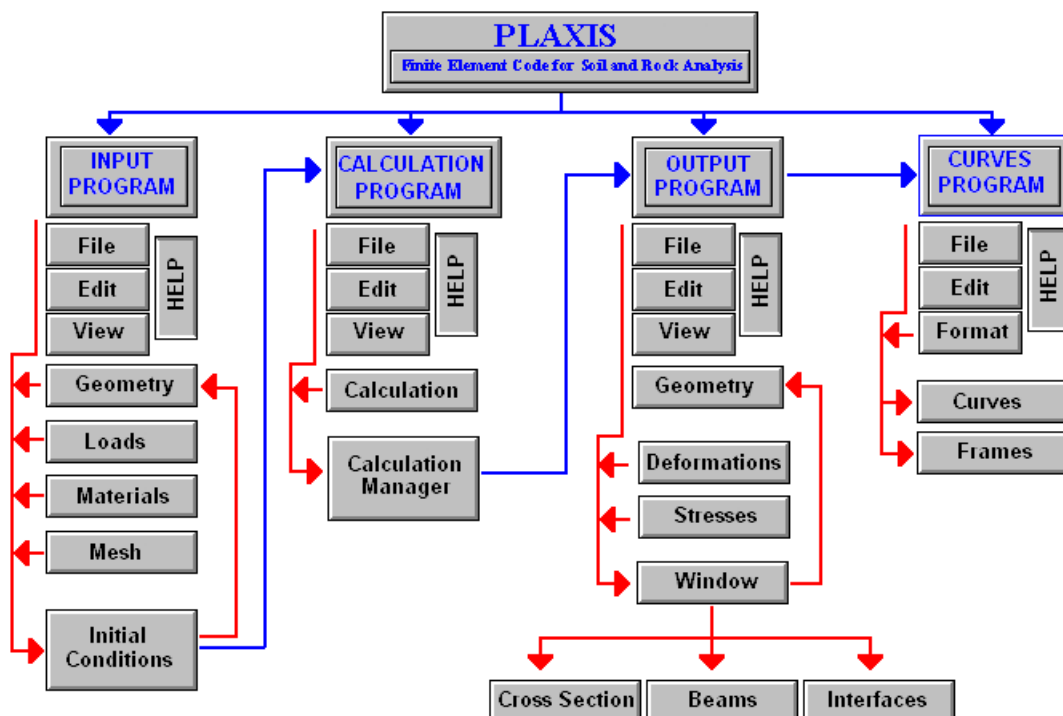 PLAXIS
Finite Element Code for Soil and Rock Analysis
INPUT
PROGRAM
File
Edit
View
HELP
Geometry
Loads
Materials
Mesh
Initial
Conditions
CALCULATION
PROGRAM
File
Edit
View
HELP
Calculation
Calculation
Manager
OUTPUT
PROGRAM
File
Edit
View
HELP
Geometry
Deformations
Stresses
Window
Cross Section
Beams
Interfaces
CURVES
PROGRAM
File
Edit
Format
HELP
Curves
Frames